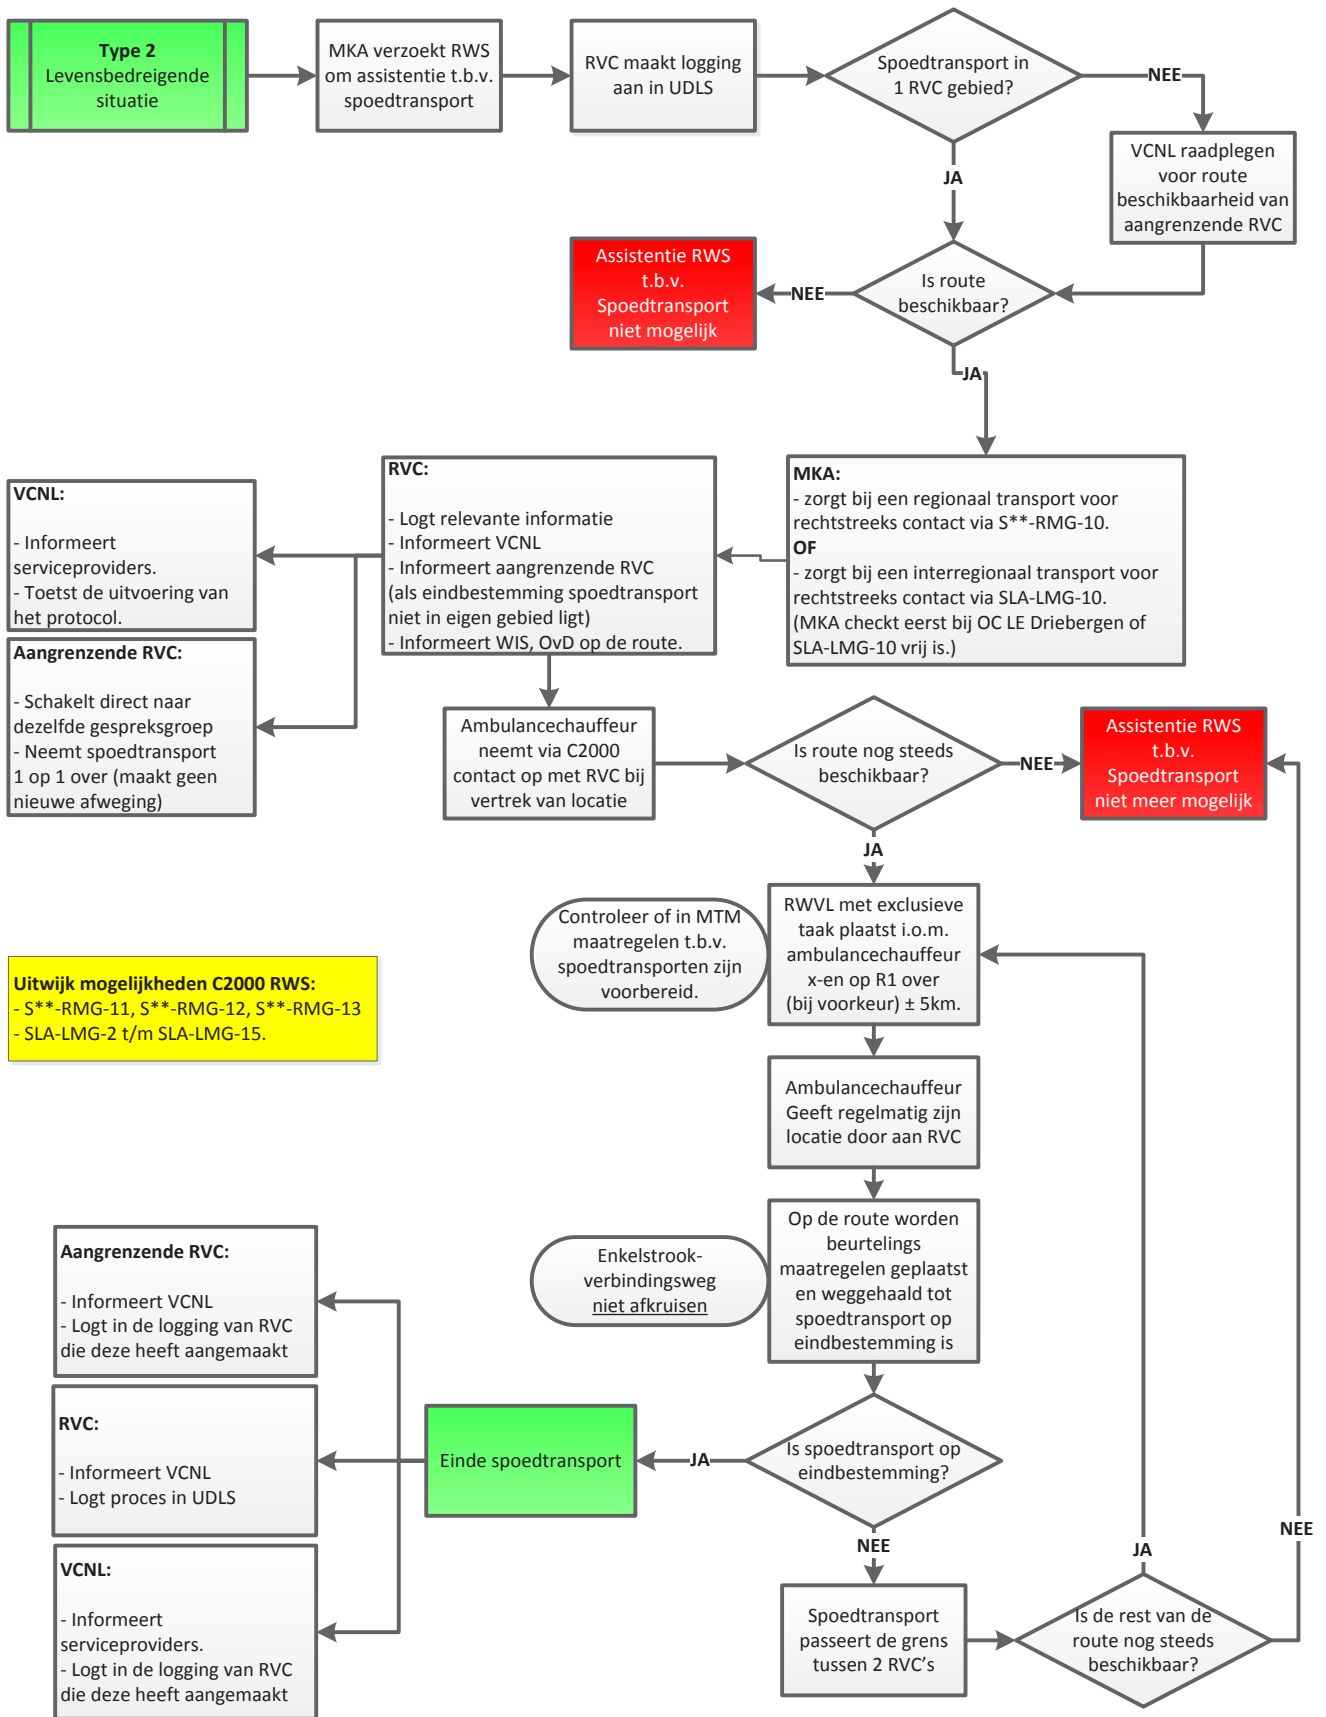 Type 2
Levensbedreigende
situatie
MKA verzoekt RWS
om assistentie t.b.v.
spoedtransport
RVC maakt logging
aan in UDLS
Spoedtransport in
1 RVC gebied?
NEE
JA
VCNL raadplegen
voor route
beschikbaarheid van
aangrenzende RVC
Is route
beschikbaar?
NEE
Assistentie RWS
t.b.v.
Spoedtransport
niet mogelijk
JA
MKA:
- zorgt bij een regionaal transport voor
rechtstreeks contact via S**-RMG-10.
OF
- zorgt bij een interregionaal transport voor
rechtstreeks contact via SLA-LMG-10.
(MKA checkt eerst bij OC LE Driebergen of
SLA-LMG-10 vrij is.)
RVC:
- Logt relevante informatie
- Informeert VCNL
- Informeert aangrenzende RVC
(als eindbestemming spoedtransport
niet in eigen gebied ligt)
- Informeert WIS, OvD op de route.
VCNL:
- Informeert
serviceproviders.
- Toetst de uitvoering van
het protocol.
Aangrenzende RVC:
- Schakelt direct naar
dezelfde gespreksgroep
- Neemt spoedtransport
1 op 1 over (maakt geen
nieuwe afweging)
Ambulancechauffeur
neemt via C2000
contact op met RVC bij
vertrek van locatie
Is route nog steeds
beschikbaar?
NEE
Assistentie RWS
t.b.v.
Spoedtransport
niet meer mogelijk
JA
RWVL met exclusieve
taak plaatst i.o.m.
ambulancechauffeur
x-en op R1 over
(bij voorkeur) ± 5km.
Controleer of in MTM
maatregelen t.b.v.
spoedtransporten zijn
voorbereid.
Uitwijk mogelijkheden C2000 RWS:
- S**-RMG-11, S**-RMG-12, S**-RMG-13
- SLA-LMG-2 t/m SLA-LMG-15.
Ambulancechauffeur
Geeft regelmatig zijn
locatie door aan RVC
Op de route worden
beurtelings
maatregelen geplaatst
en weggehaald tot
spoedtransport op
eindbestemming is
Enkelstrook-
verbindingsweg
niet afkruisen
Is spoedtransport op
eindbestemming?
JA
Einde spoedtransport
Aangrenzende RVC:
- Informeert VCNL
- Logt in de logging van RVC
die deze heeft aangemaakt
RVC:
- Informeert VCNL
- Logt proces in UDLS
VCNL:
- Informeert
serviceproviders.
- Logt in de logging van RVC
die deze heeft aangemaakt
NEE
Spoedtransport
passeert de grens
tussen 2 RVC's
Is de rest van de
route nog steeds
beschikbaar?
JA
NEE